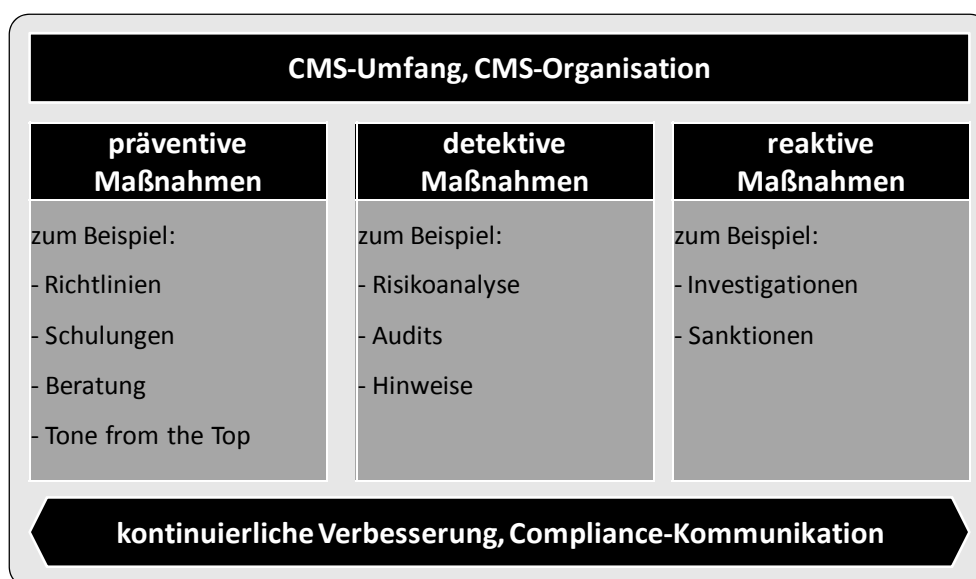 CMS-Umfang, CMS-Organisation
präventive
Maßnahmen
zum Beispiel:
- Richtlinien
- Schulungen
- Beratung
- Tone from the Top
detektive
Maßnahmen
zum Beispiel:
- Risikoanalyse
- Audits
- Hinweise
reaktive
Maßnahmen
zum Beispiel:
- Investigationen
- Sanktionen
kontinuierliche Verbesserung, Compliance-Kommunikation